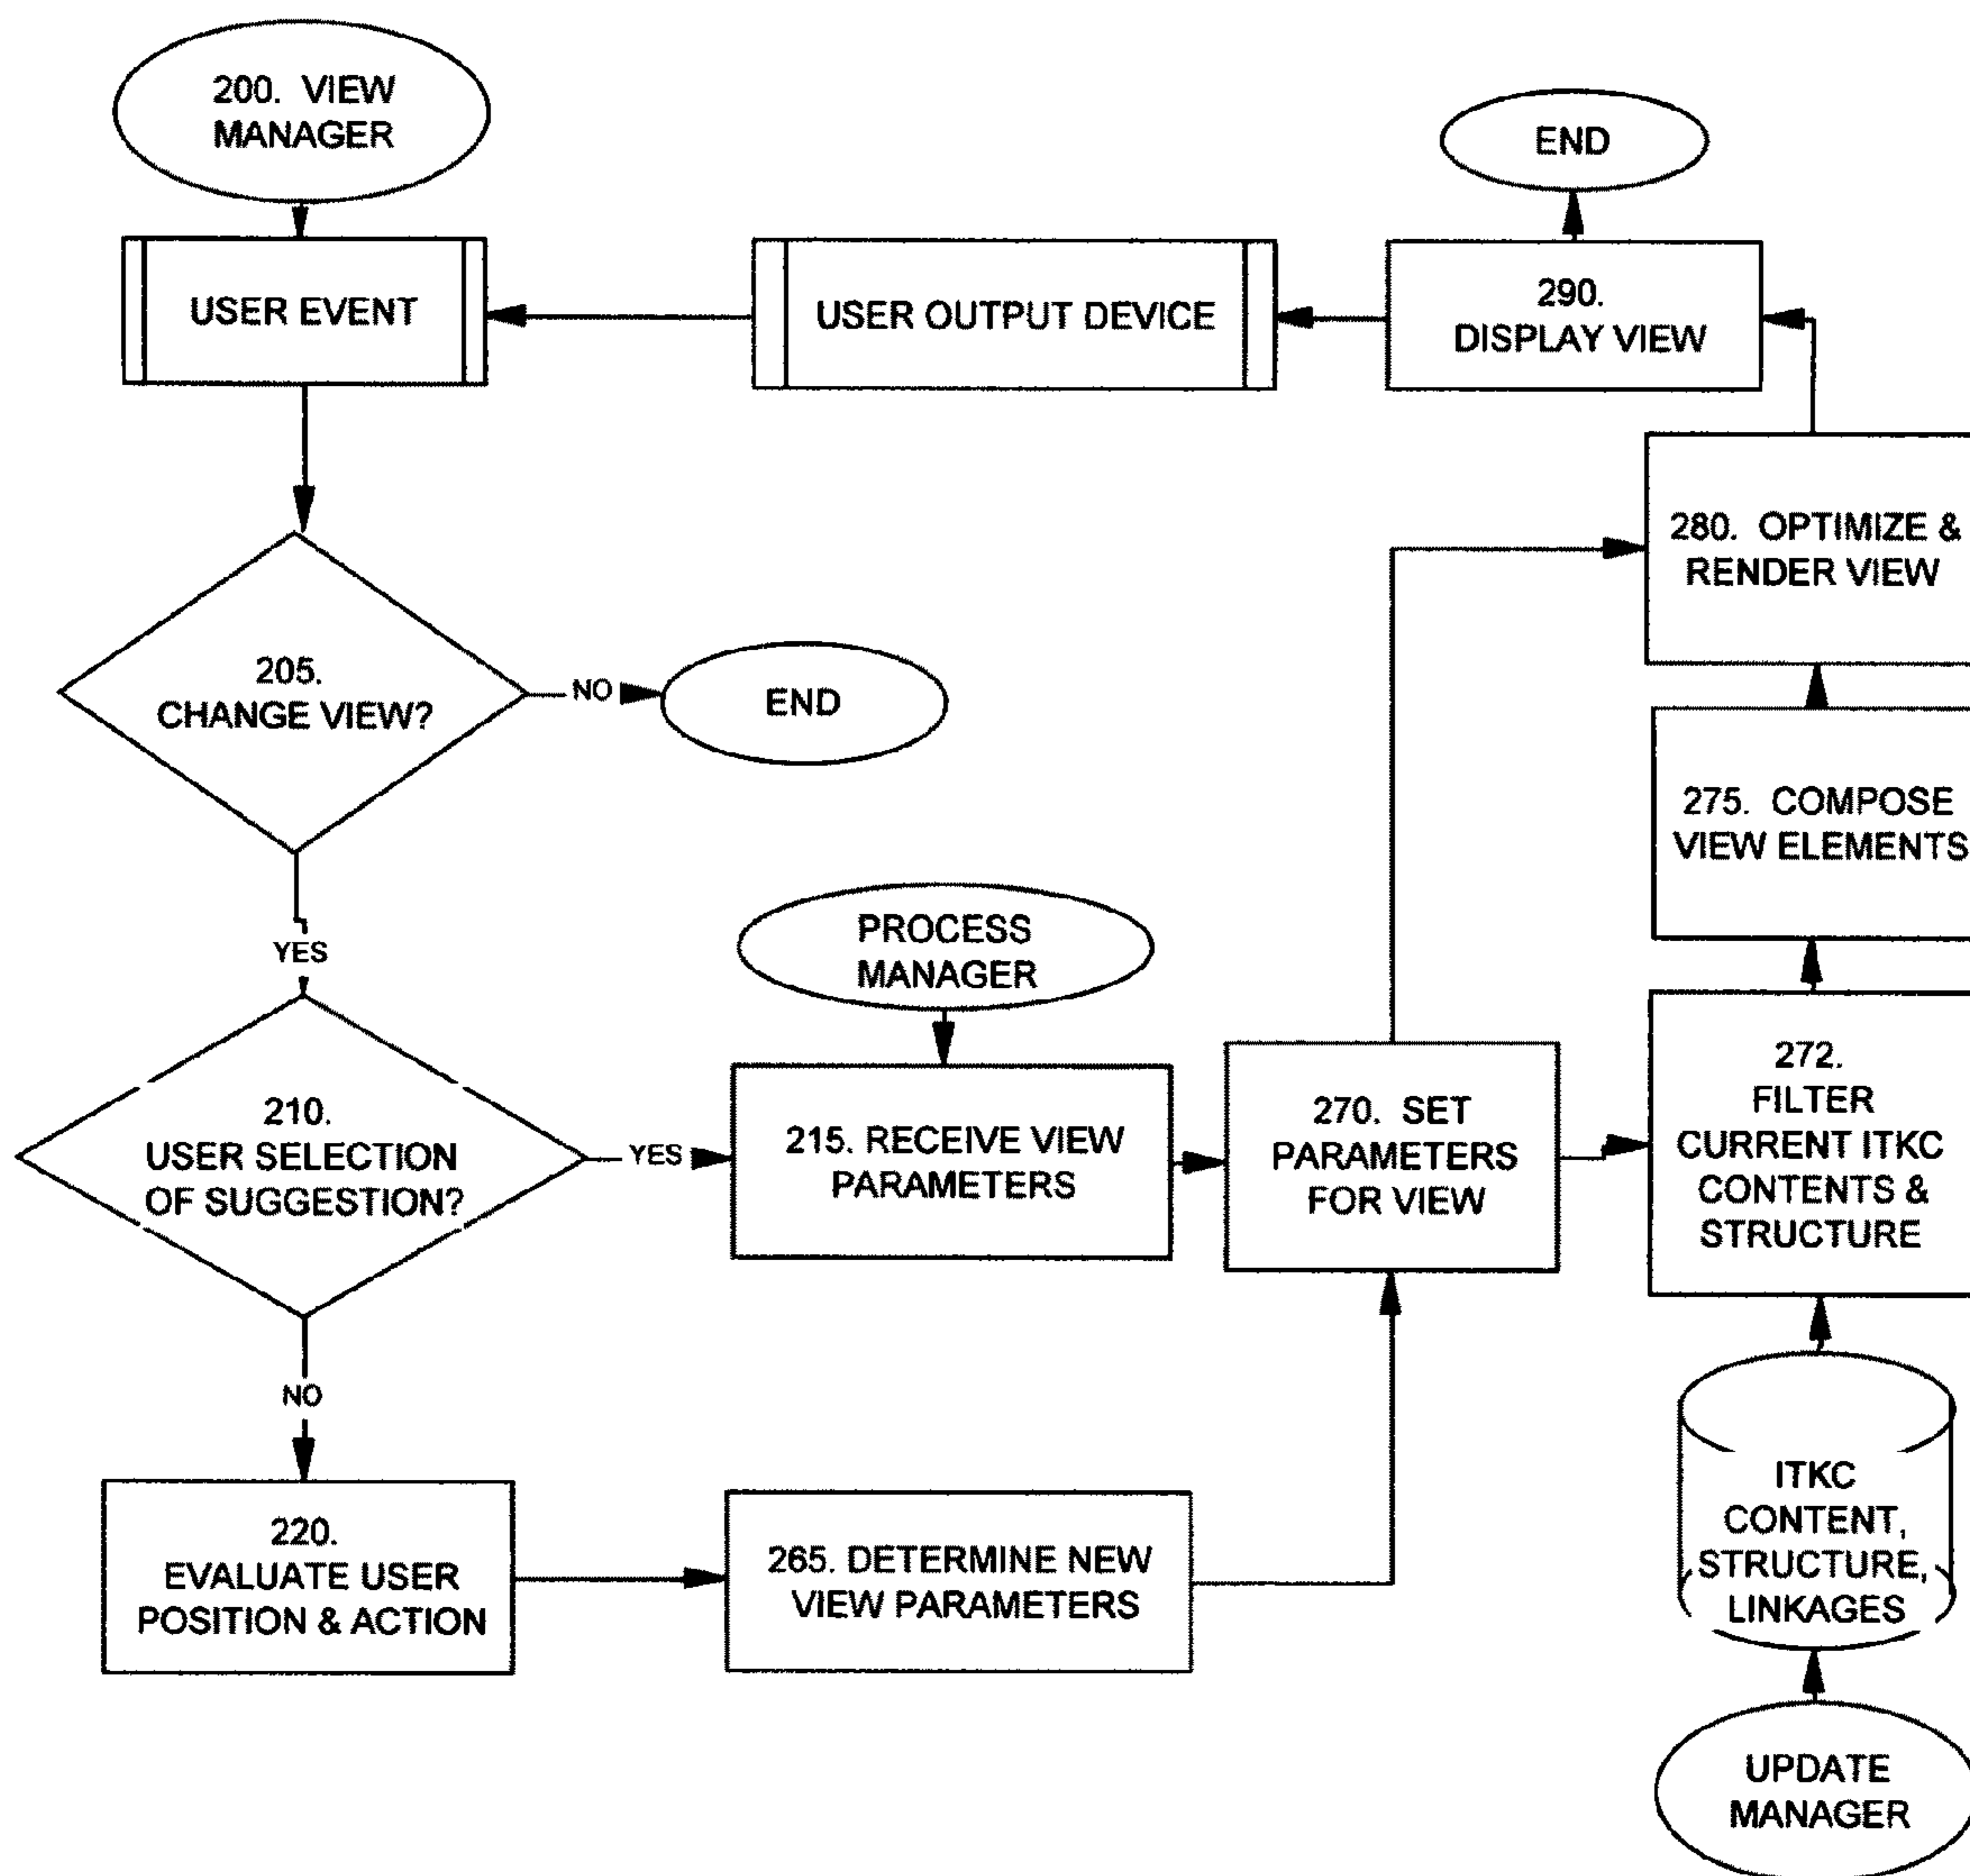 200. VIEW
MANAGER
END
USER EVENT
USER OUTPUT DEVICE
290.
DISPLAY VIEW
280. OPTIMIZE &
RENDER VIEW
205.
CHANGE VIEW?
NO
END
275. COMPOSE
VIEW ELEMENTS
YES
PROCESS
MANAGER
210.
USER SELECTION
OF SUGGESTION?
YES
215. RECEIVE VIEW
PARAMETERS
270. SET
PARAMETERS
FOR VIEW
272.
FILTER
CURRENT ITKC
CONTENTS &
STRUCTURE
NO
220.
EVALUATE USER
POSITION & ACTION
265. DETERMINE NEW
VIEW PARAMETERS
ITKC
CONTENT,
STRUCTURE,
LINKAGES
UPDATE
MANAGER